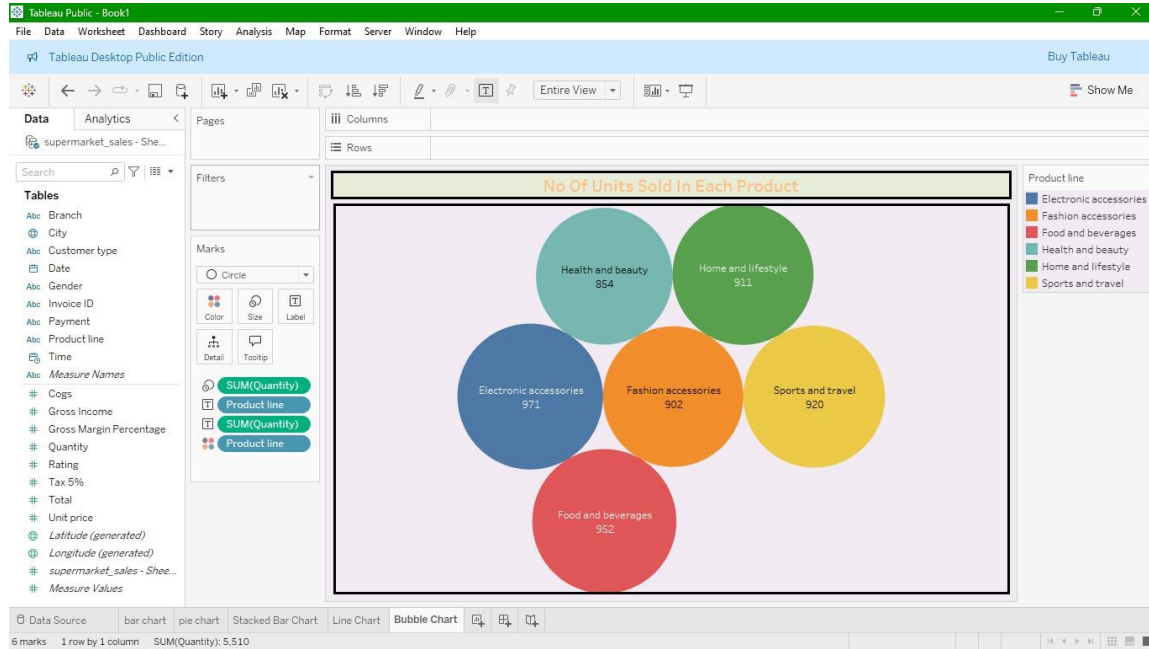 Tableau Public - Book1
File Data Worksheet Dashboard Story Analysis Map Format Server Window Help
Tableau Desktop Public Edition
Buy Tableau
Entire View
Show Me
Data Analytics
supermarket_sales - She...
Search
Tables
Abc Branch
City
Abc Customer type
Date
Abc Gender
Abc Invoice ID
Abc Payment
Abc Product line
Time
Abc Measure Names
# Cogs
# Gross Income
# Gross Margin Percentage
# Quantity
# Rating
# Tax 5%
# Total
# Unit price
Latitude (generated)
Longitude (generated)
# supermarket_sales - Shee...
# Measure Values
Pages
Filters
Marks
Circle
Color Size Label
Detail Tooltip
SUM(Quantity)
T Product line
T SUM(Quantity)
Product line
Columns
Rows
No Of Units Sold In Each Product
Health and beauty
854
Home and lifestyle
911
Electronic accessories
971
Fashion accessories
902
Sports and travel
920
Food and beverages
952
Product line
Electronic accessories
Fashion accessories
Food and beverages
Health and beauty
Home and lifestyle
Sports and travel
Data Source bar chart pie chart Stacked Bar Chart Line Chart Bubble Chart
6 marks 1 row by 1 column SUM(Quantity): 5,510